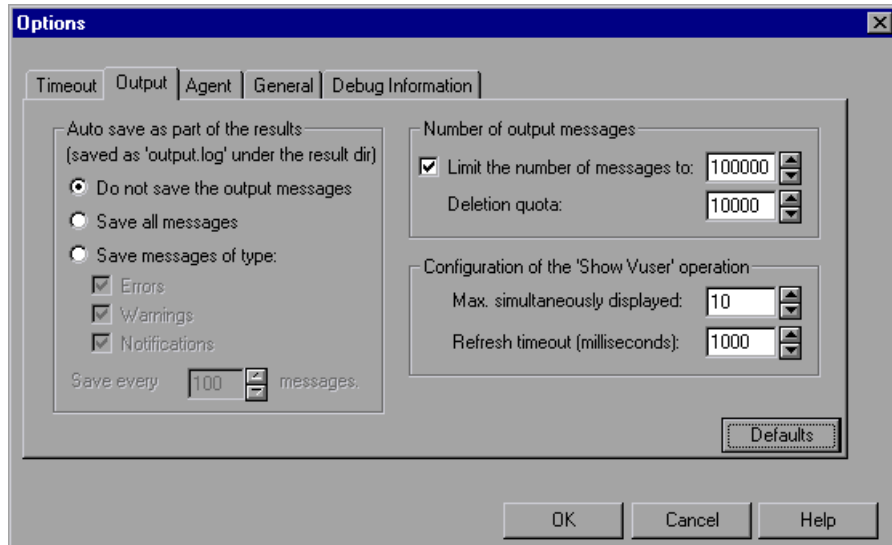 Options
Timeout Output Agent General Debug Information
Auto save as part of the results
(saved as 'output.log' under the result dir)
Do not save the output messages
Save all messages
Save messages of type:
Errors
Warnings
Notifications
Save every 100 messages.
Number of output messages
Limit the number of messages to: 100000
Deletion quota: 10000
Configuration of the 'Show Vuser' operation
Max. simultaneously displayed: 10
Refresh timeout (milliseconds): 1000
Defaults
OK Cancel Help